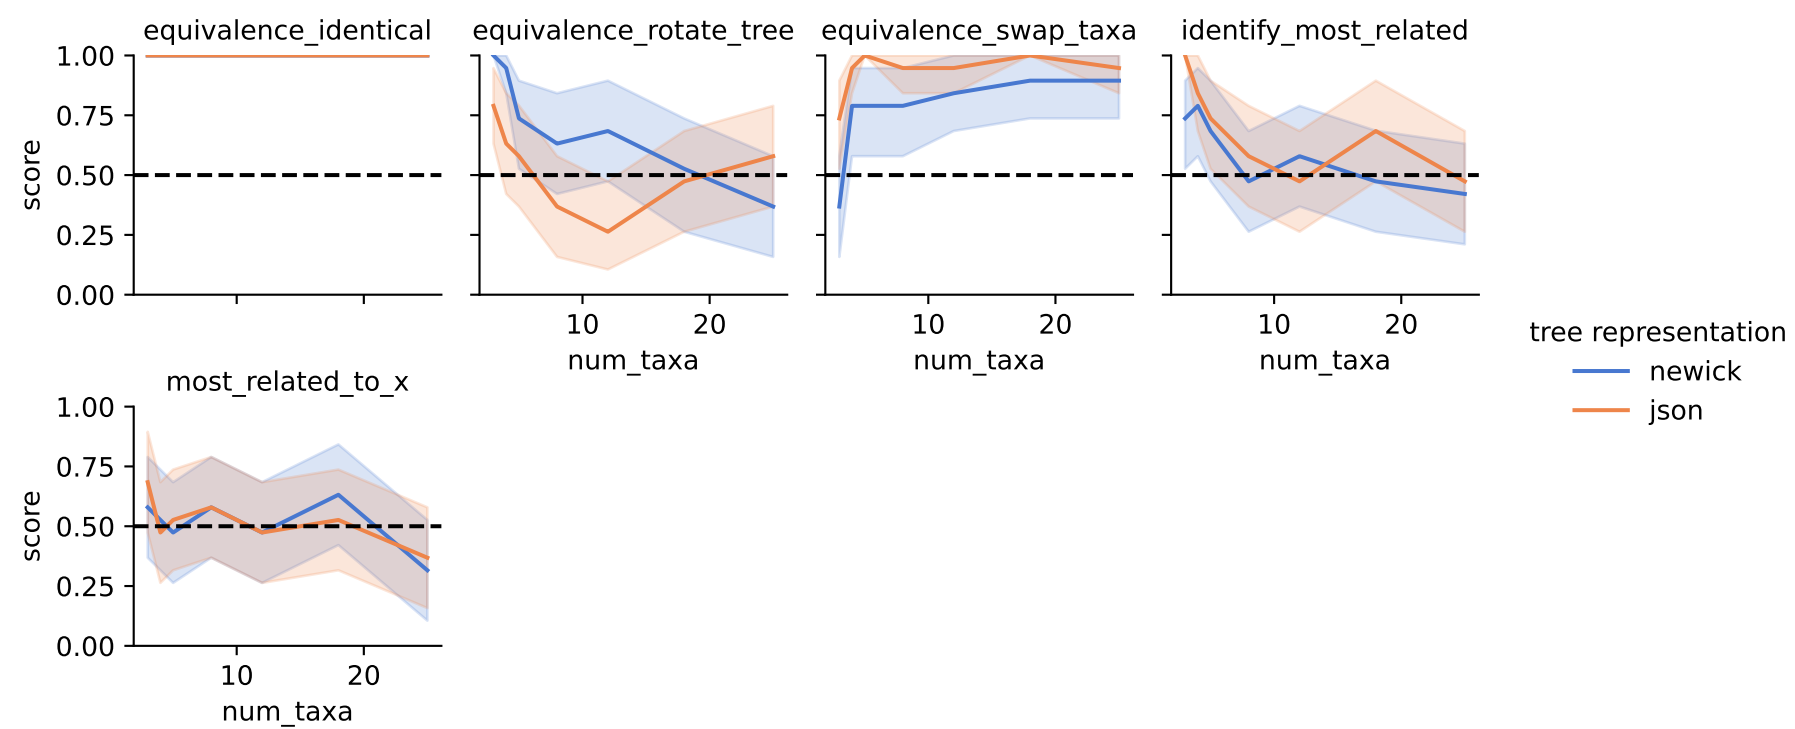 equivalence_identical
equivalence_rotate_tree
equivalence_swap_taxa
identify_most_related
1.00
0.75
0.50
0.25
0.00
score
10
20
num_taxa
10
20
num_taxa
10
20
num_taxa
most_related_to_x
1.00
0.75
0.50
0.25
0.00
score
10
20
num_taxa
tree representation
newick
json